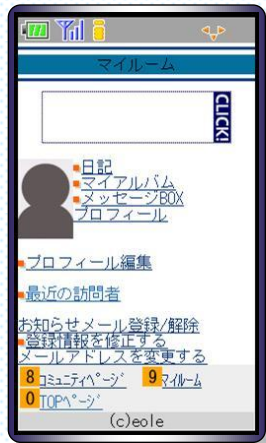 マイルーム
CLICK!
日記
マイアルバム
メッセージBOX
プロフィール
プロフィール編集
最近の訪問者
お知らせメール登録/解除
登録情報を修正する
メールアドレスを変更する
8 ｺﾐｭﾆﾃｨﾍﾟｰｼﾞ 9 ﾏｲﾙｰﾑ
0 TOPﾍﾟｰｼﾞ
(c)eole